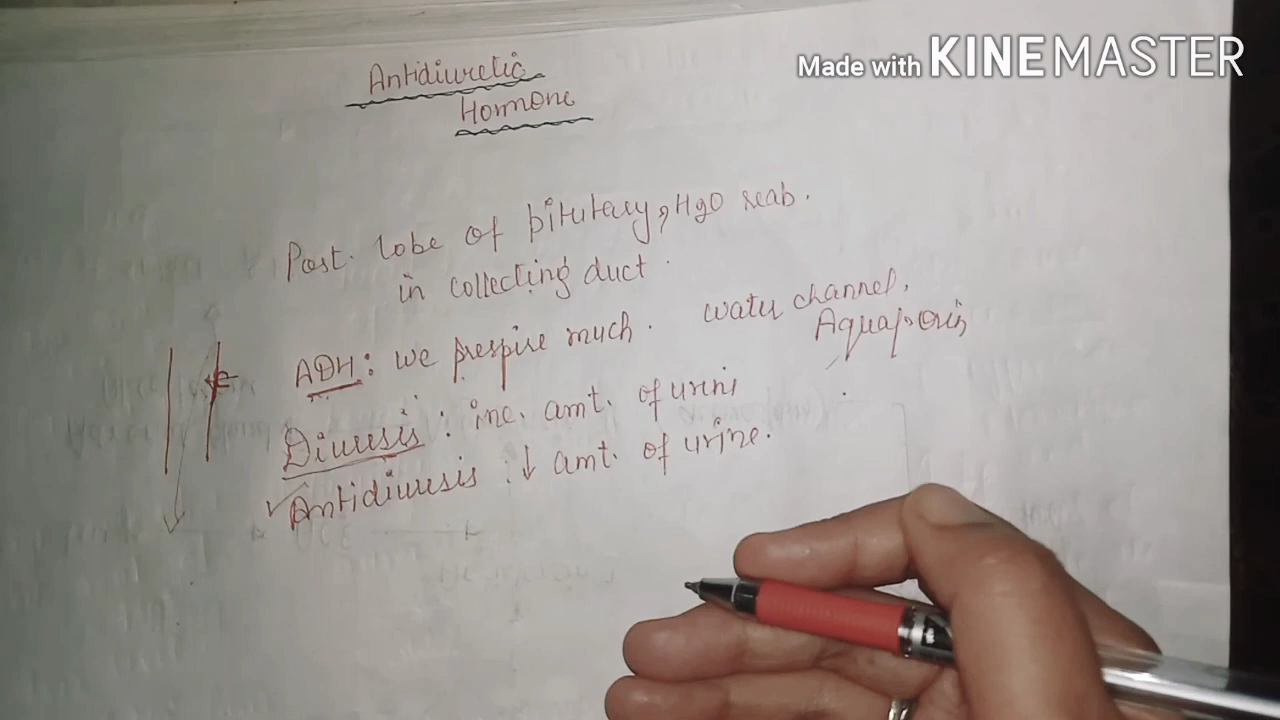 Made with KINEMASTER
Antidiuretic
Hormone
Post. lobe of pituitary, H2O reab.
in collecting duct.
ADH: we prespire much. water channel,
Aquaporin
Diuresis: inc. amt. of urine
Antidiuresis: ↓ amt. of urine.